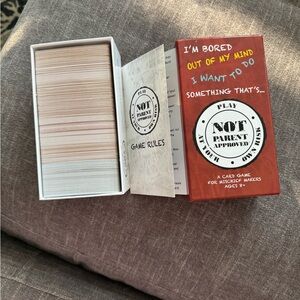 PLAY
NOT
PARENT
APPROVED
GAME RULES
I'M BORED
OUT OF MY MIND
I WANT TO DO
SOMETHING THAT'S...
PLAY
NOT
PARENT
APPROVED
AT YOUR
OWN RISK
A CARD GAME
FOR MISCHIEF MAKERS
AGES 8+